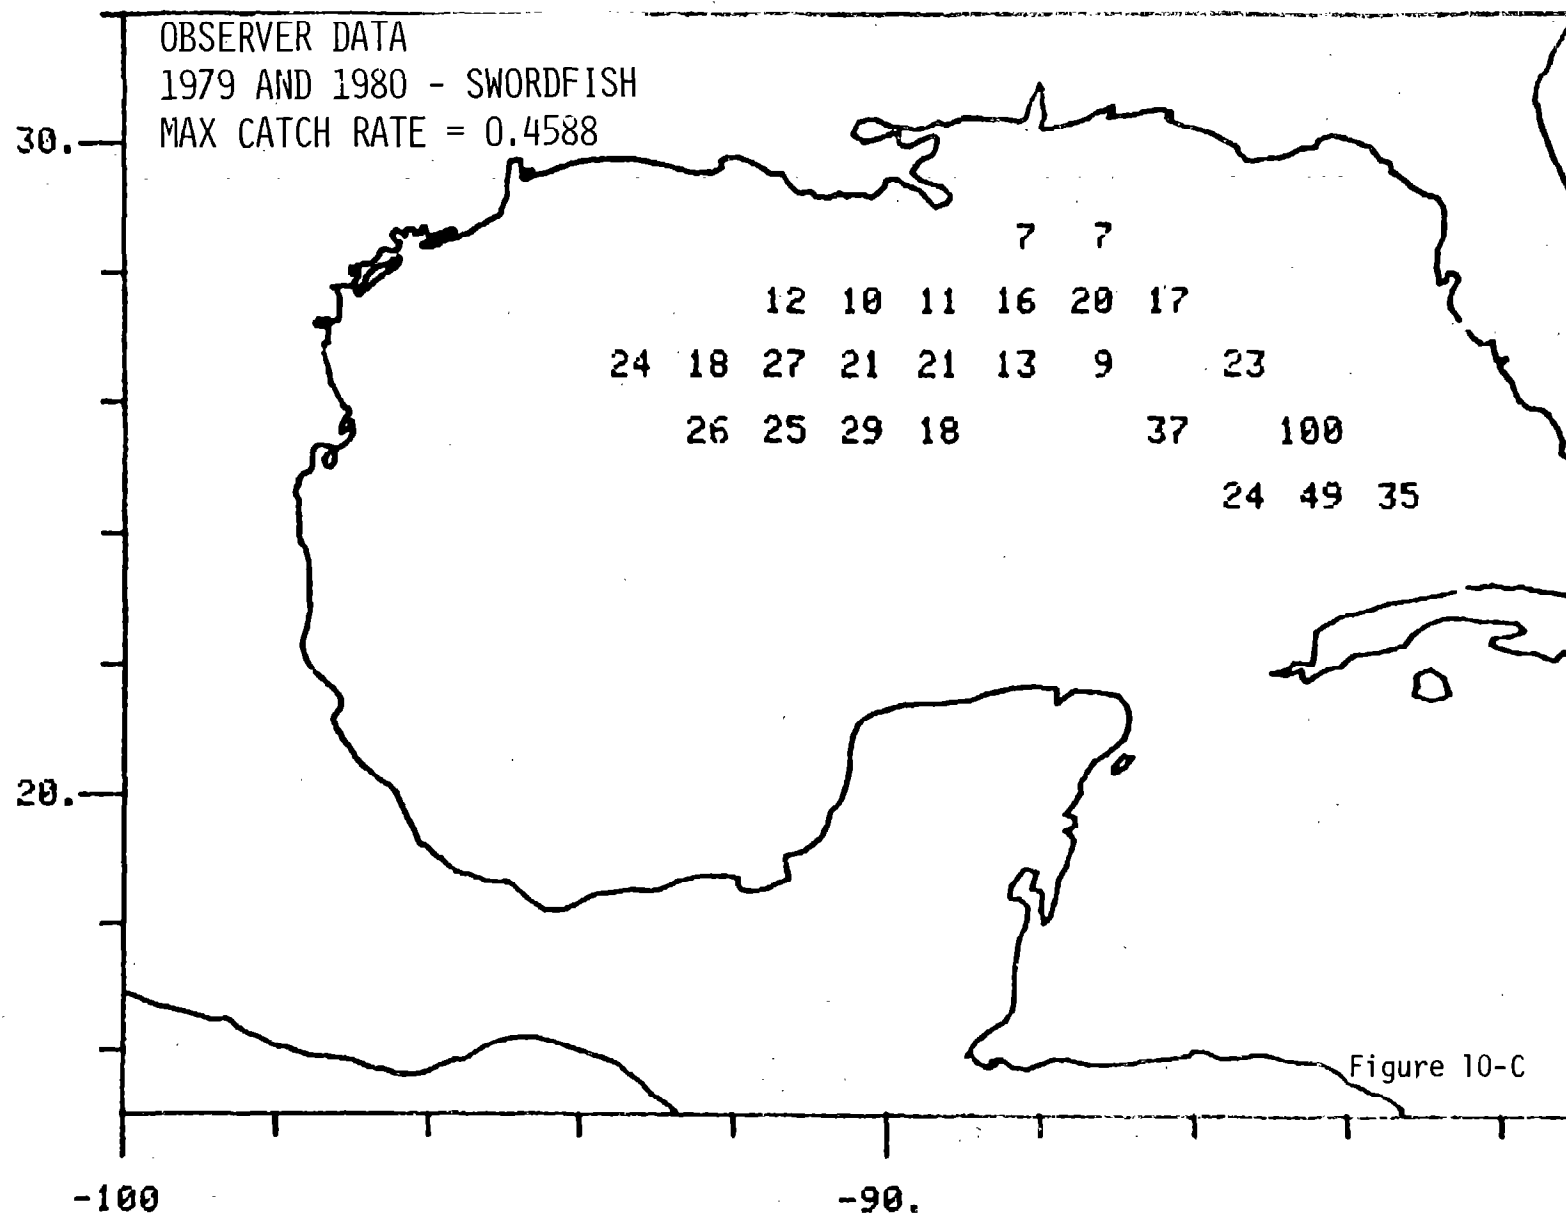 OBSERVER DATA
1979 AND 1980 - SWORDFISH
MAX CATCH RATE = 0.4588
30.
7 7
12 10 11 16 20 17
24 18 27 21 21 13 9 23
26 25 29 18 37 100
24 49 35
20.
Figure 10-C
-100 -90.